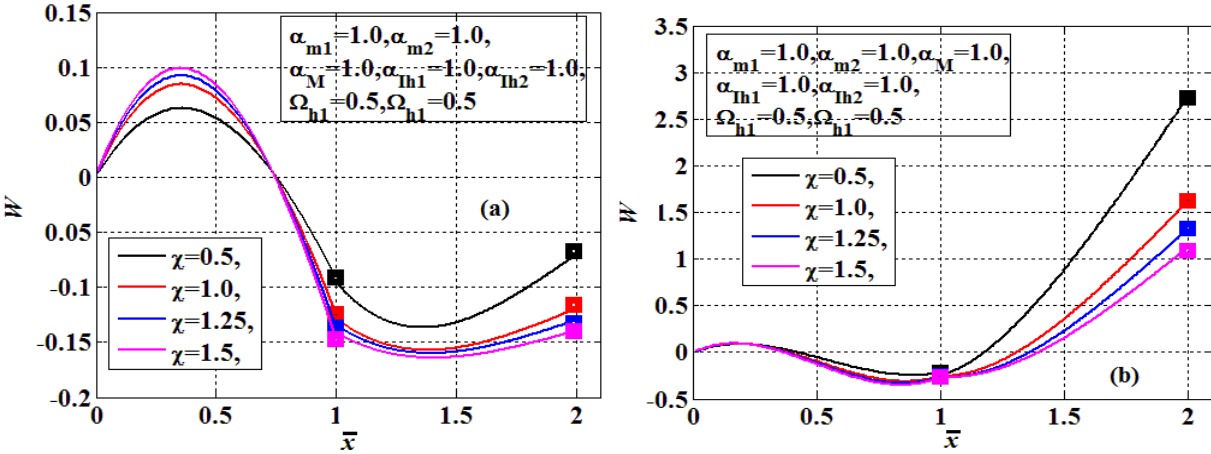 0.15
0.1
0.05
0
0.05
-0.1
-0.15
-0.2
W
α_m1=1.0,α_m2=1.0,
α_M=1.0,α_Ih1=1.0,α_Ih2=1.0,
Ω_h1=0.5,Ω_h1=0.5
(a)
χ=0.5,
χ=1.0,
χ=1.25,
χ=1.5,
0 0.5 1 1.5 2
x̅
3.5
3
2.5
2
1.5
1
0.5
0
-0.5
W
α_m1=1.0,α_m2=1.0,α_M=1.0,
α_Ih1=1.0,α_Ih2=1.0,
Ω_h1=0.5,Ω_h1=0.5
χ=0.5,
χ=1.0,
χ=1.25,
χ=1.5,
(b)
0 0.5 1 1.5 2
x̅